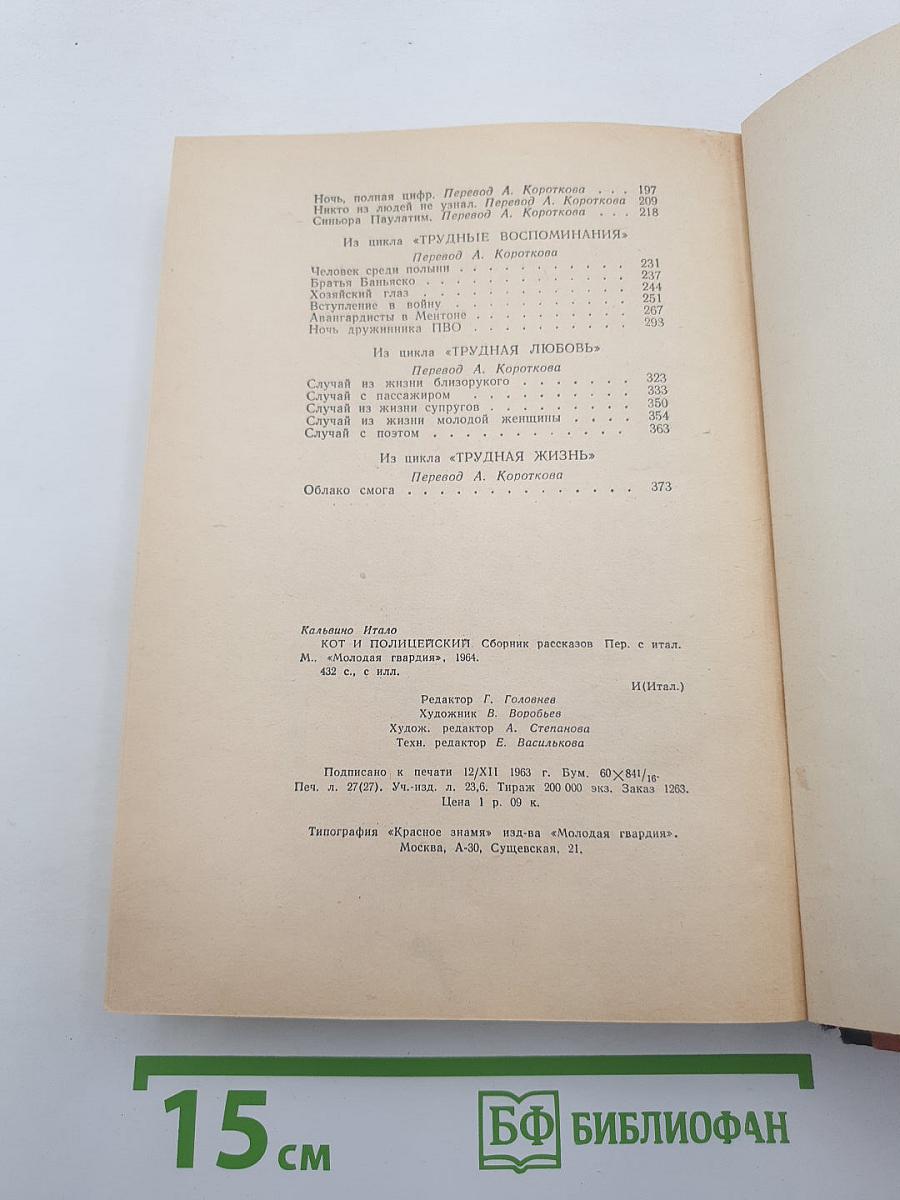 Ночь, полная цифр. Перевод А. Короткова . . . 197
Никто из людей не узнал. Перевод А. Короткова 209
Синьора Паулатим. Перевод А. Короткова . . . 218
Из цикла «ТРУДНЫЕ ВОСПОМИНАНИЯ»
Перевод А. Короткова
Человек среди полыни . . . . . . . . . . . 231
Братья Баньяско . . . . . . . . . . . . . 237
Хозяйский глаз . . . . . . . . . . . . . 244
Вступление в войну . . . . . . . . . . . . 251
Авангардисты в Ментоне . . . . . . . . . . 267
Ночь дружинника ПВО . . . . . . . . . . 293
Из цикла «ТРУДНАЯ ЛЮБОВЬ»
Перевод А. Короткова
Случай из жизни близорукого . . . . . . . 323
Случай с пассажиром . . . . . . . . . . 333
Случай из жизни супругов . . . . . . . . . 350
Случай из жизни молодой женщины . . . . 354
Случай с поэтом . . . . . . . . . . . . 363
Из цикла «ТРУДНАЯ ЖИЗНЬ»
Перевод А. Короткова
Облако смога . . . . . . . . . . . . . . 373
Кальвино Итало
КОТ И ПОЛИЦЕЙСКИЙ. Сборник рассказов Пер. с итал.
М., «Молодая гвардия», 1964.
432 с., с илл.
И(Итал.)
Редактор Г. Головнев
Художник В. Воробьев
Худож. редактор А. Степанова
Техн. редактор Е. Василькова
Подписано к печати 12/XII 1963 г. Бум. 60×84 1/16.
Печ. л. 27(27). Уч.-изд. л. 23,6. Тираж 200 000 экз. Заказ 1263.
Цена 1 р. 09 к.
Типография «Красное знамя» изд-ва «Молодая гвардия».
Москва, А-30, Сущевская, 21.
15 см
БФ БИБЛИОФАН